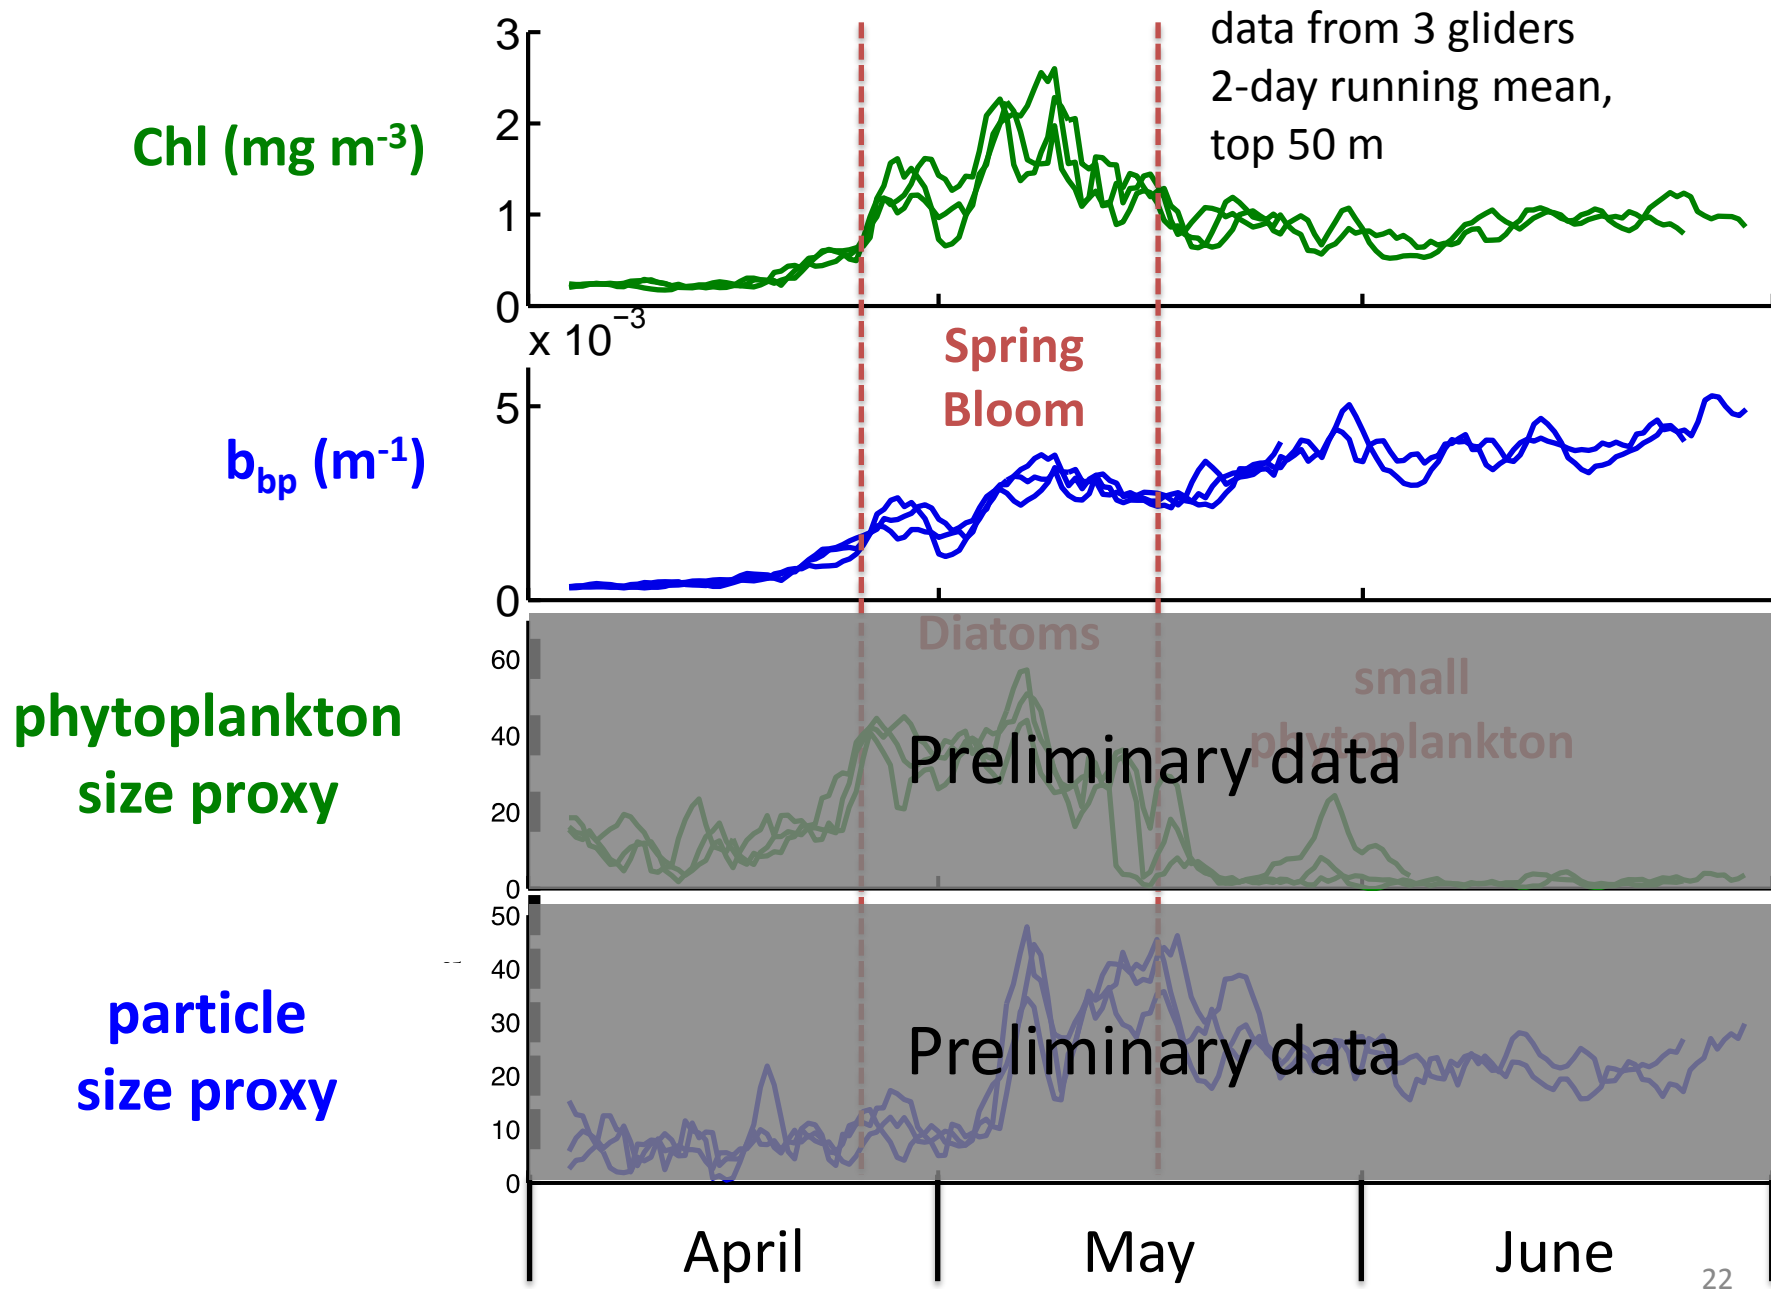 data from 3 gliders
2-day running mean,
top 50 m
Chl (mg m⁻³)
3
2
1
0
x 10⁻³
Spring
Bloom
b_bp (m⁻¹)
5
0
Diatoms
small
phytoplankton
phytoplankton
size proxy
60
40
20
0
Preliminary data
particle
size proxy
50
40
30
20
10
0
Preliminary data
April May June
22